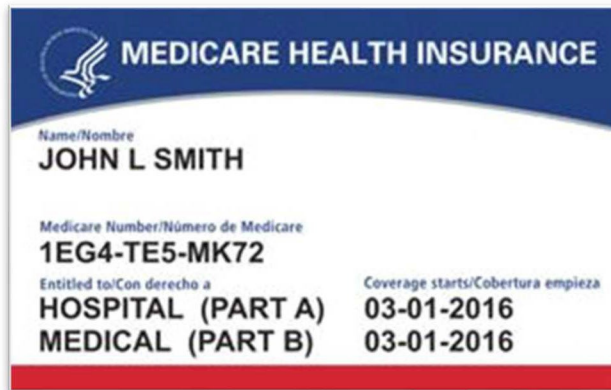 MEDICARE HEALTH INSURANCE
Name/Nombre
JOHN L SMITH
Medicare Number/Número de Medicare
1EG4-TE5-MK72
Entitled to/Con derecho a Coverage starts/Cobertura empieza
HOSPITAL (PART A) 03-01-2016
MEDICAL (PART B) 03-01-2016